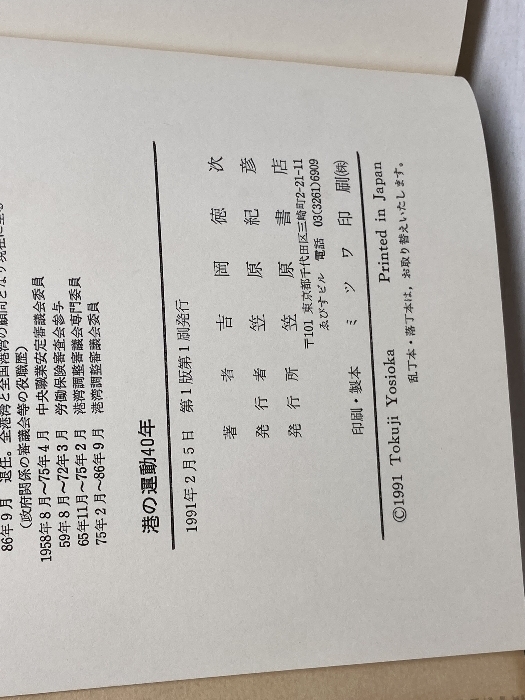 86年9月 退任。全港湾と全国港湾の顧問となり現在に至る
(政府関係の審議会等の役職歴)
1958年8月〜75年4月 中央職業安定審議会委員
59年8月〜72年3月 労働保険審査会参与
65年11月〜75年2月 港湾調整審議会専門委員
75年2月〜86年9月 港湾調整審議会委員
港の運動40年
1991年2月5日 第1版第1刷発行
著者 吉岡徳次
発行者 笠原紀彦
発行所 笠原書店
〒101 東京都千代田区三崎町2-21-11
ゑびすビル 電話 03(3261)6909
印刷・製本 ミツワ印刷㈱
©1991 Tokuji Yosioka Printed in Japan
乱丁本・落丁本は,お取り替えいたします。